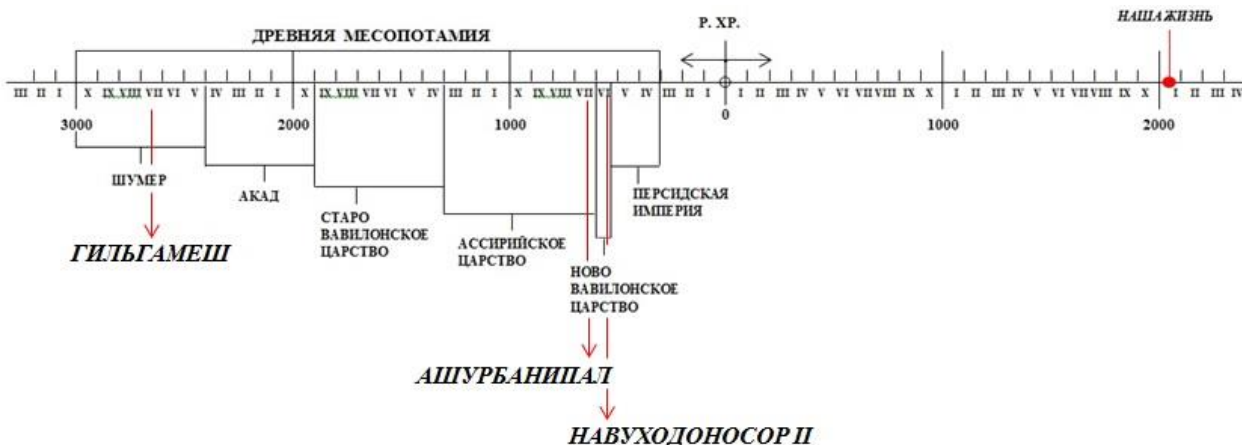 НАША ЖИЗНЬ
Р. ХР.
ДРЕВНЯЯ МЕСОПОТАМИЯ
III II I X IX VIII VII VI V IV III II I X IX VIII VII VI V IV III II I X IX VIII VII VI V IV III II I I II III IV V VI VII VIII IX X I II III IV V VI VII VIII IX X I II III IV
3000 2000 1000 0 1000 2000
ШУМЕР
АКАД
СТАРО
ВАВИЛОНСКОЕ
ЦАРСТВО
АССИРИЙСКОЕ
ЦАРСТВО
НОВО
ВАВИЛОНСКОЕ
ЦАРСТВО
ПЕРСИДСКАЯ
ИМПЕРИЯ
ГИЛЬГАМЕШ
АШУРБАНИПАЛ
НАВУХОДОНОСОР II